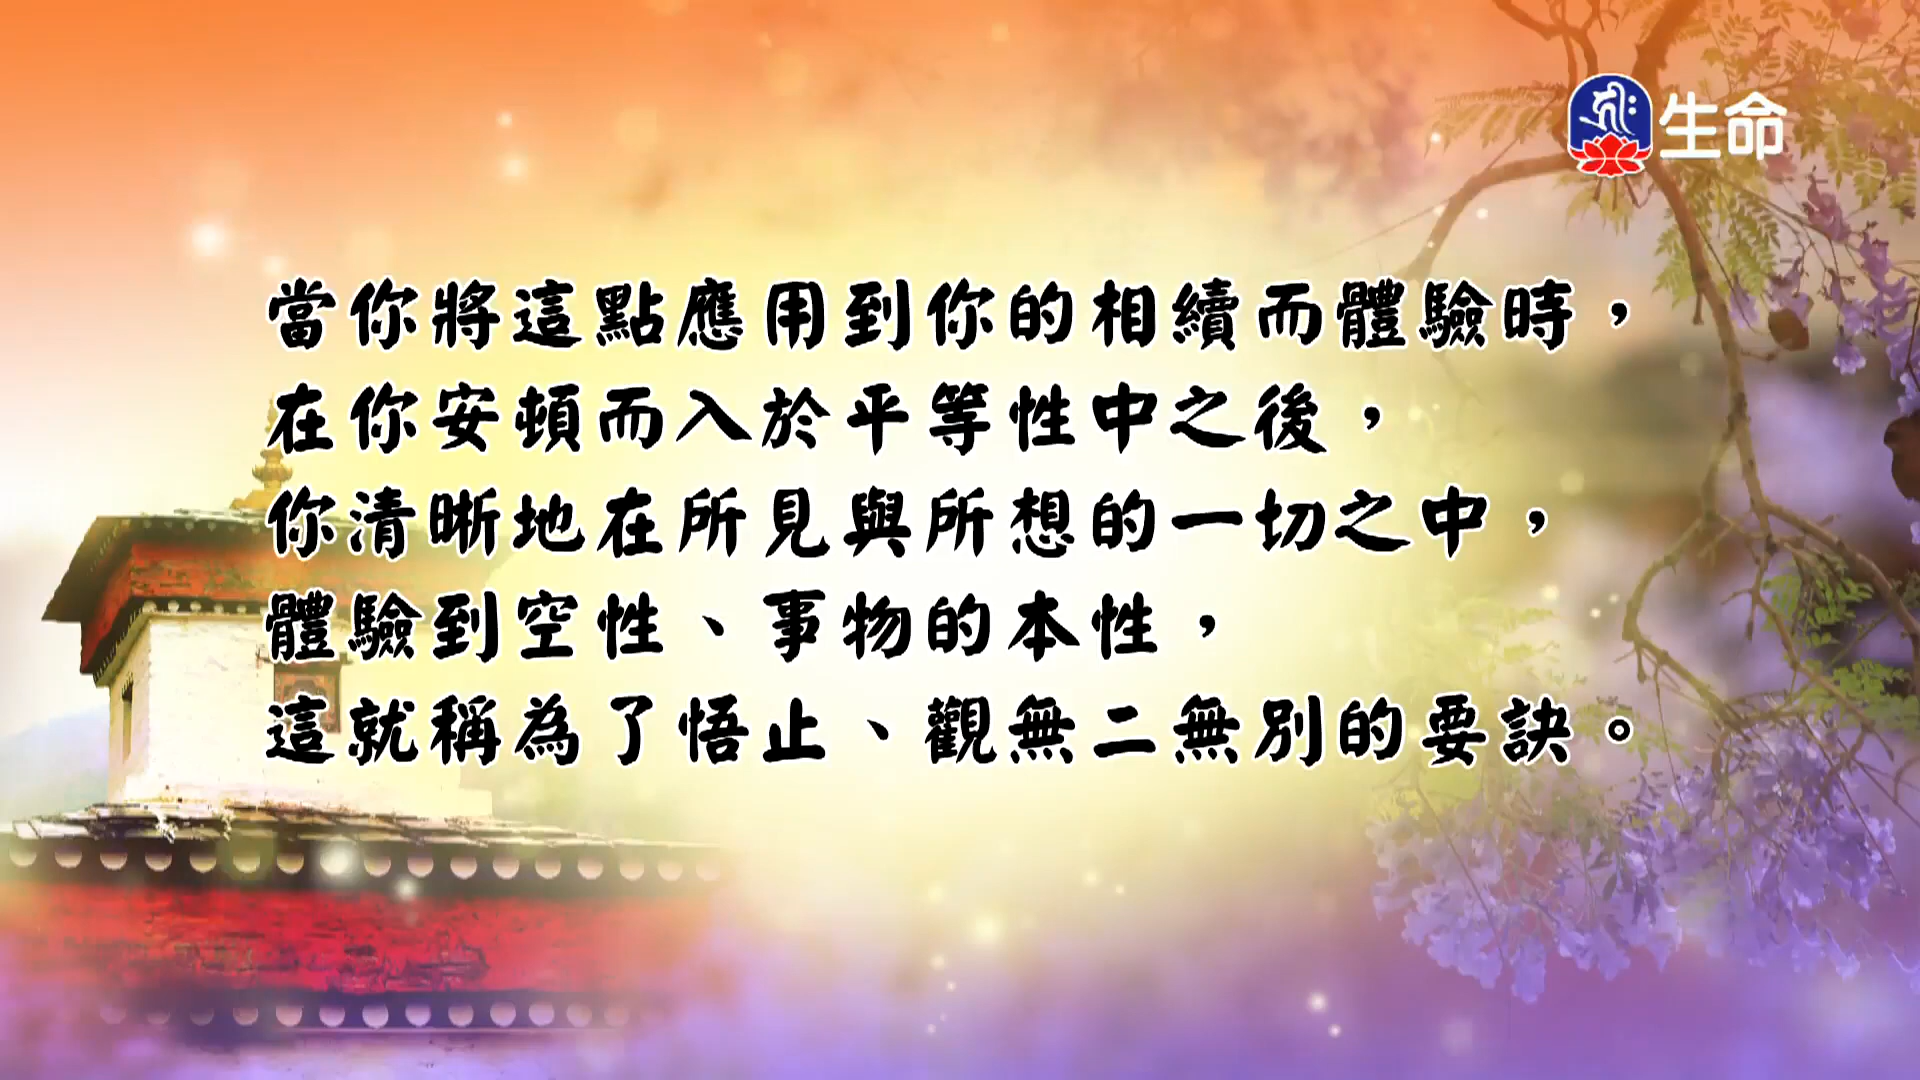 生命
當你將這點應用到你的相續而體驗時，
在你安頓而入於平等性中之後，
你清晰地在所見與所想的一切之中，
體驗到空性、事物的本性，
這就稱為了悟止、觀無二無別的要訣。